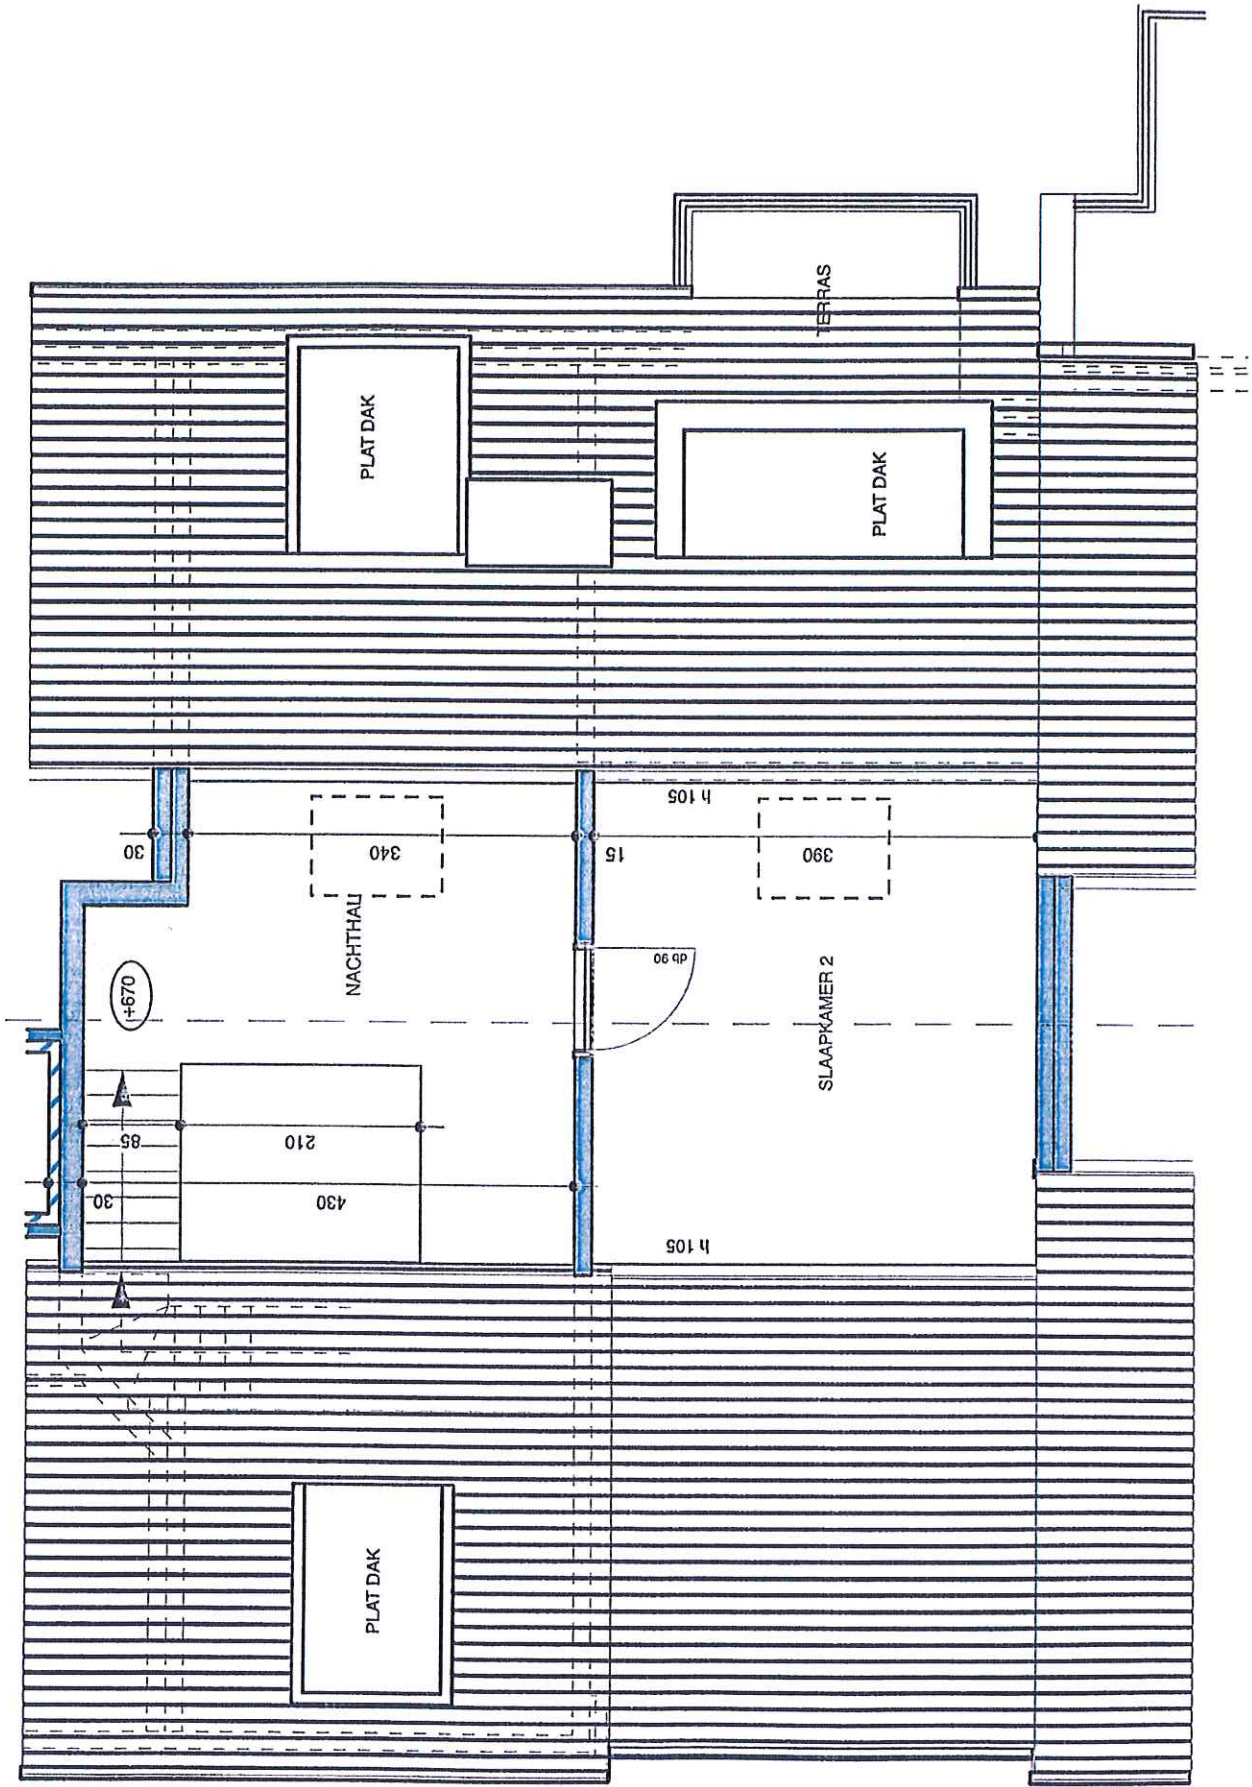 TERRAS
PLAT DAK
PLAT DAK
h 105
30
340
15
390
NACHTHAL
db 90
+670
SLAAPKAMER 2
85
210
30
430
h 105
PLAT DAK